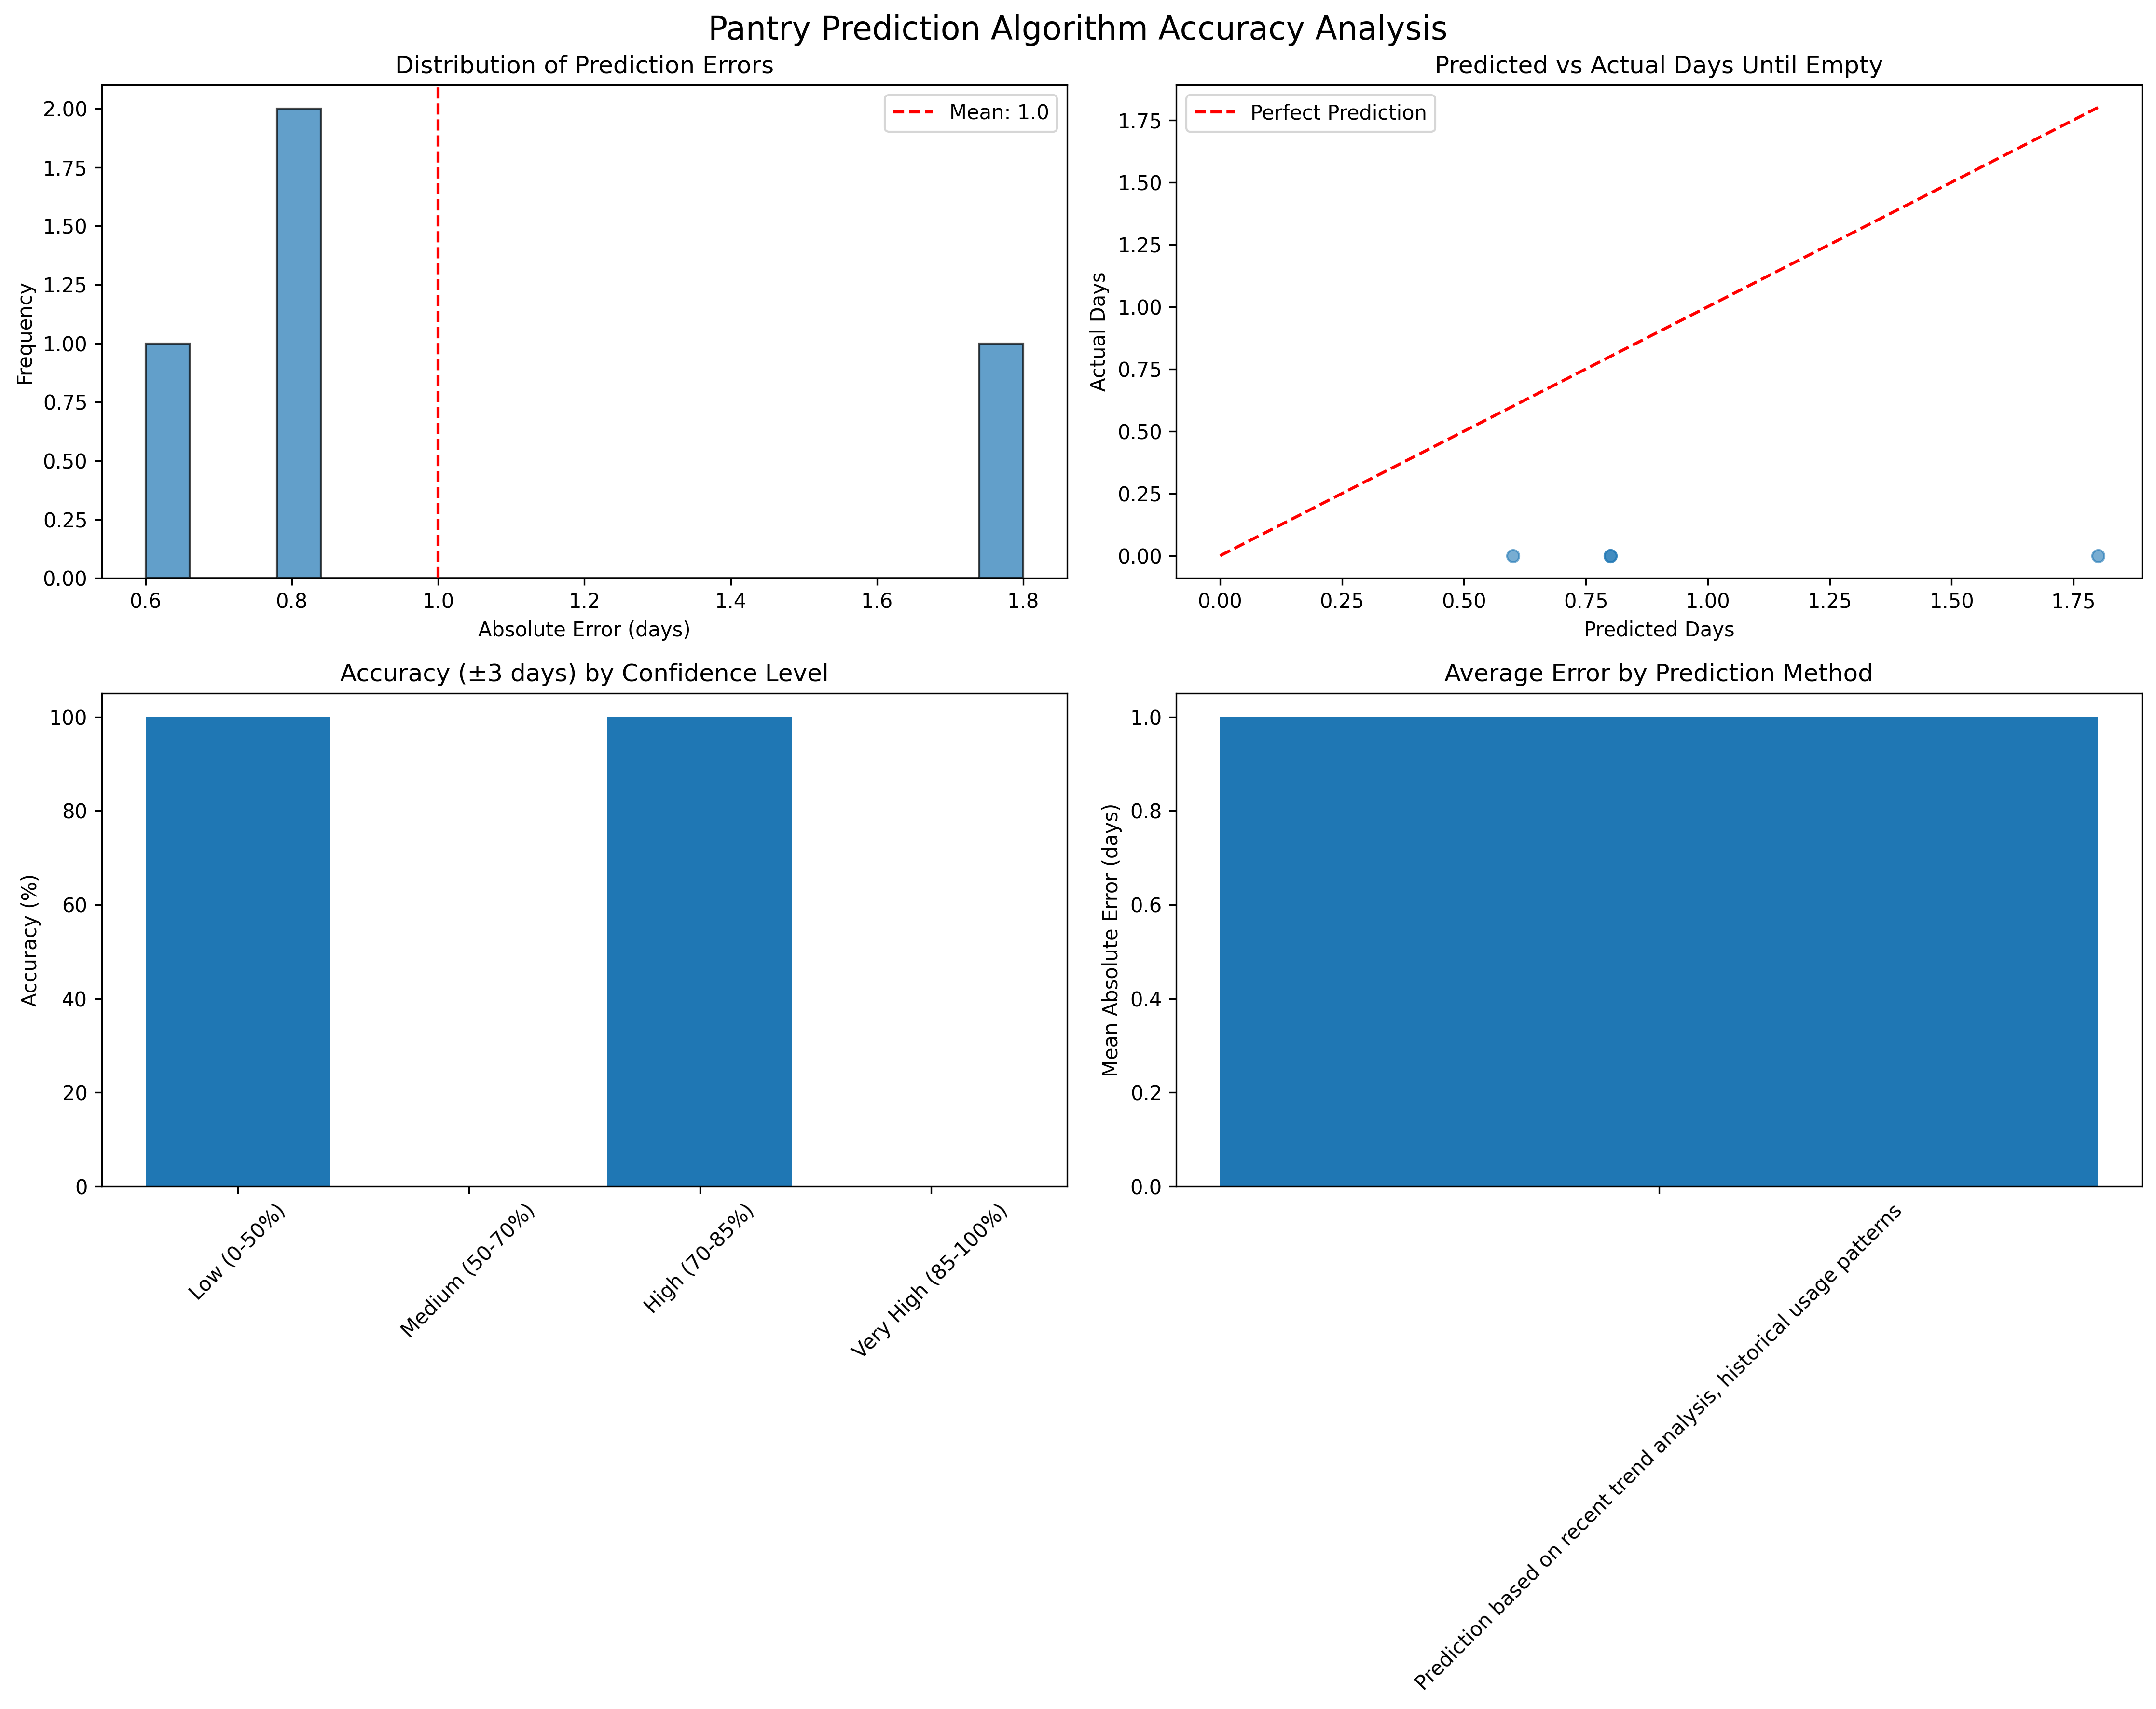 Pantry Prediction Algorithm Accuracy Analysis
Distribution of Prediction Errors
Frequency
2.00
1.75
1.50
1.25
1.00
0.75
0.50
0.25
0.00
Mean: 1.0
0.6 0.8 1.0 1.2 1.4 1.6 1.8
Absolute Error (days)
Predicted vs Actual Days Until Empty
Actual Days
1.75
1.50
1.25
1.00
0.75
0.50
0.25
0.00
Perfect Prediction
0.00 0.25 0.50 0.75 1.00 1.25 1.50 1.75
Predicted Days
Accuracy (±3 days) by Confidence Level
Accuracy (%)
100
80
60
40
20
0
Low (0-50%)
Medium (50-70%)
High (70-85%)
Very High (85-100%)
Average Error by Prediction Method
Mean Absolute Error (days)
1.0
0.8
0.6
0.4
0.2
0.0
Prediction based on recent trend analysis, historical usage patterns